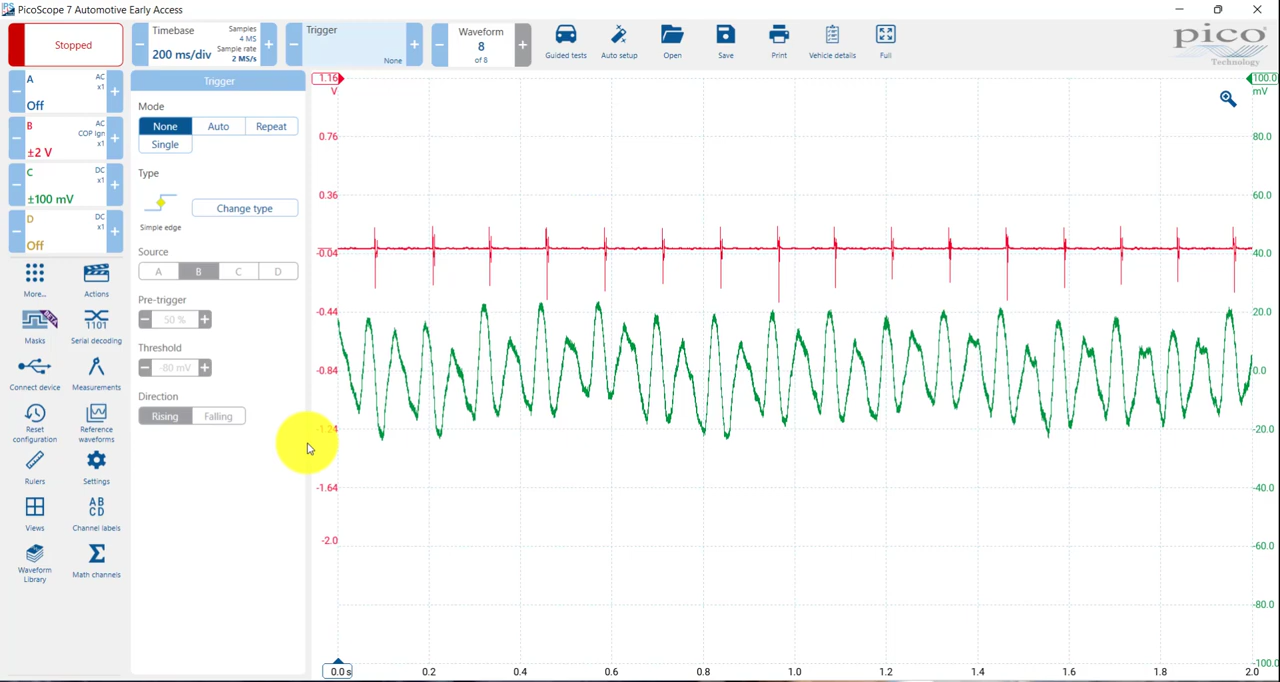 PicoScope 7 Automotive Early Access
Stopped
Timebase
200 ms/div
Samples
4 MS
Sample rate
2 MS/s
Trigger
None
Waveform
8
of 8
Guided tests
Auto setup
Open
Save
Print
Vehicle details
Full
pico
Technology
A
AC
x1
Off
B
AC
COP Ign
x1
±2 V
C
DC
x1
±100 mV
D
DC
x1
Off
More...
Actions
BETA
Masks
1101
Serial decoding
Connect device
Measurements
Reset
configuration
Reference
waveforms
Rulers
Settings
Views
AB
CD
Channel labels
Waveform
Library
Math channels
Trigger
Mode
None
Auto
Repeat
Single
Type
Simple edge
Change type
Source
A
B
C
D
Pre-trigger
50 %
Threshold
-80 mV
Direction
Rising
Falling
1.16
V
0.76
0.36
-0.04
-0.44
-0.84
-1.24
-1.64
-2.0
100.0
mV
80.0
60.0
40.0
20.0
0.0
-20.0
-40.0
-60.0
-80.0
-100.0
0.0 s
0.2
0.4
0.6
0.8
1.0
1.2
1.4
1.6
1.8
2.0